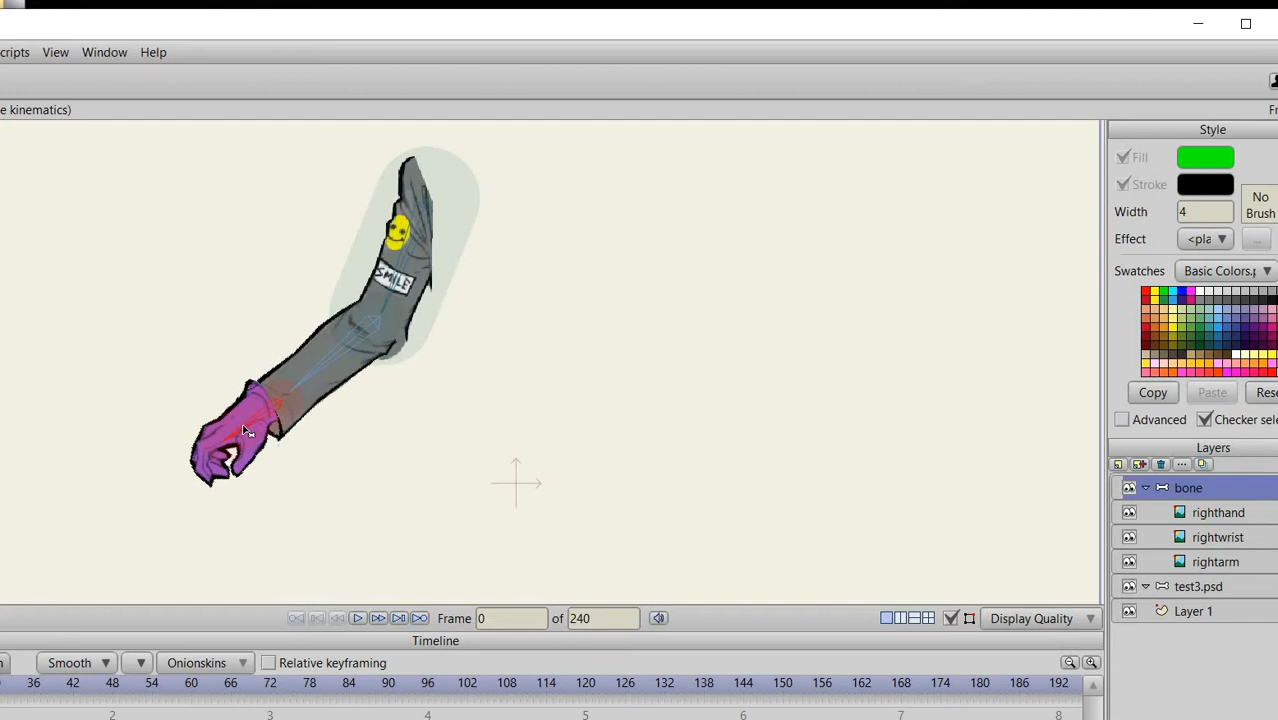 cripts View Window Help
e kinematics)
Fr
Style
Fill
Stroke
Width 4
No
Brush
Effect <pla ...
Swatches Basic Colors.p
Copy Paste Rese
Advanced Checker sele
Layers
bone
righthand
rightwrist
rightarm
test3.psd
Layer 1
SMILE
Frame 0 of 240 Display Quality
Timeline
n Smooth Onionskins Relative keyframing
36 42 48 54 60 66 72 78 84 90 96 102 108 114 120 126 132 138 144 150 156 162 168 174 180 186 192
2 3 4 5 6 7 8